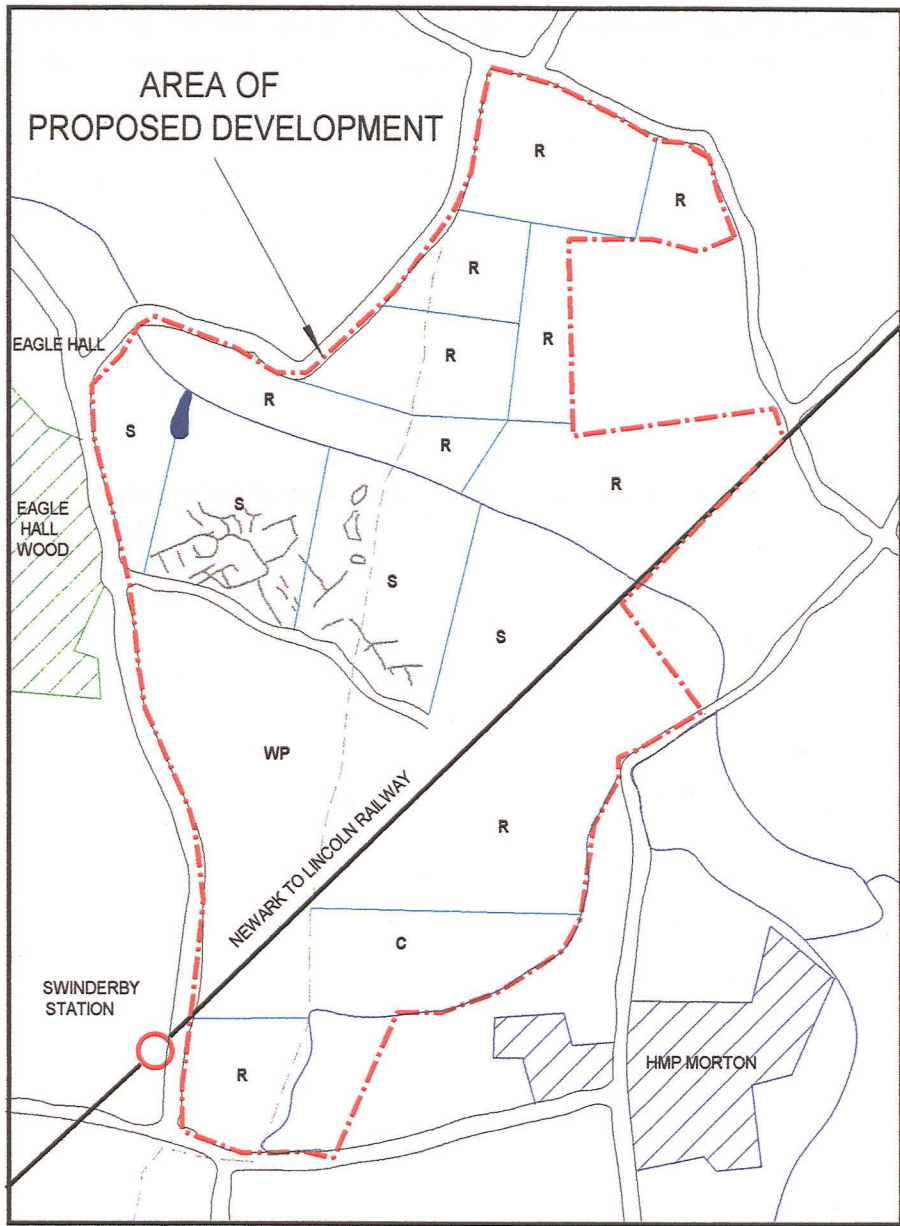 AREA OF
PROPOSED DEVELOPMENT
R
R
R
EAGLE HALL
R
R
R
S
R
R
EAGLE
HALL
WOOD
S
S
S
WP
R
NEWARK TO LINCOLN RAILWAY
C
SWINDERBY
STATION
HMP MORTON
R